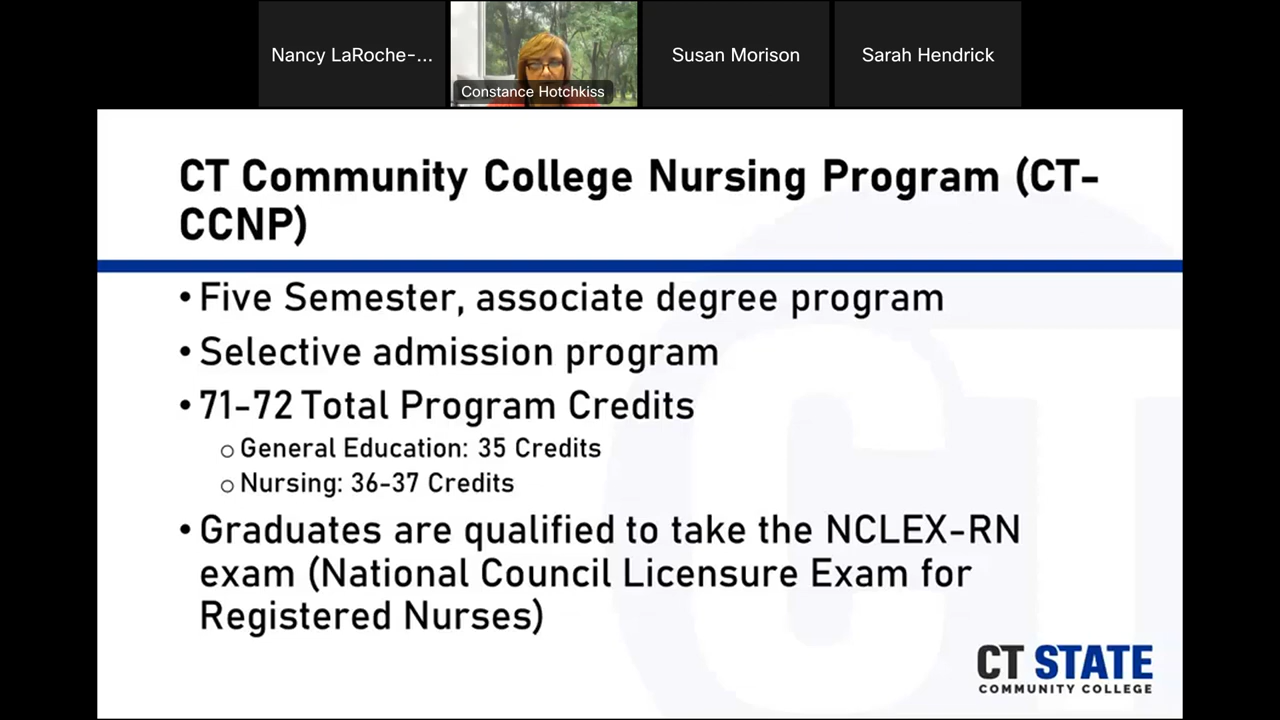 Nancy LaRoche-...
Constance Hotchkiss
Susan Morison
Sarah Hendrick
CT Community College Nursing Program (CT-
CCNP)
• Five Semester, associate degree program
• Selective admission program
• 71-72 Total Program Credits
o General Education: 35 Credits
o Nursing: 36-37 Credits
• Graduates are qualified to take the NCLEX-RN
exam (National Council Licensure Exam for
Registered Nurses)
CT STATE
COMMUNITY COLLEGE